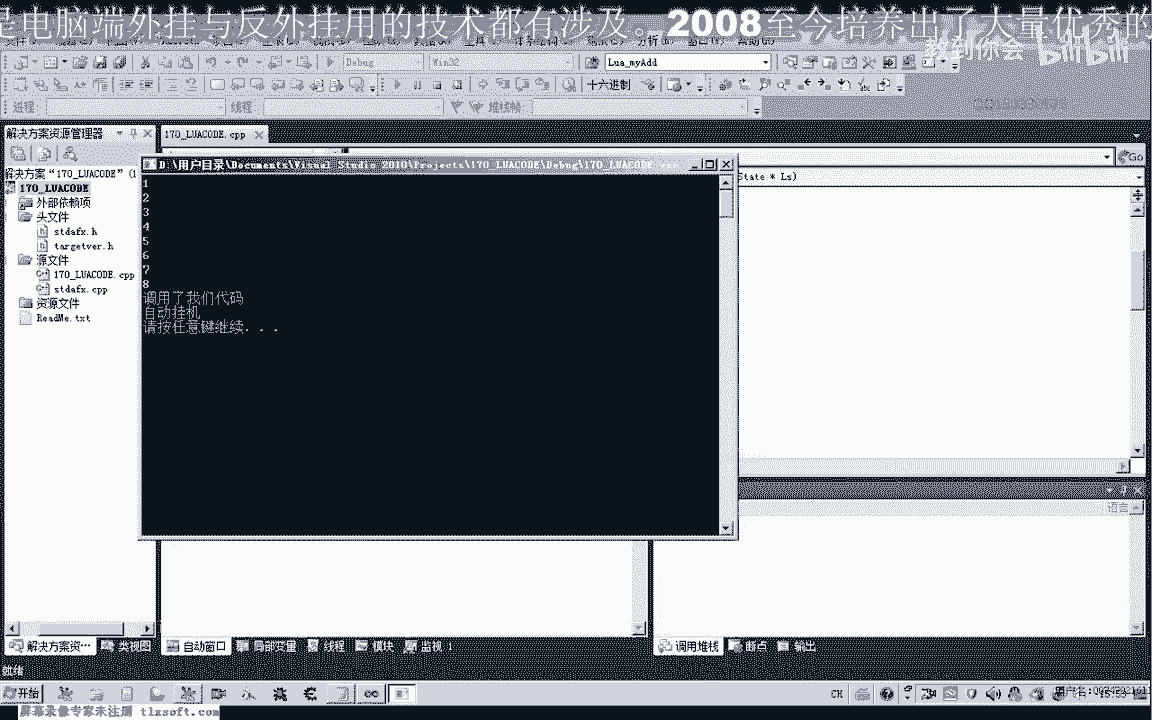 是电脑端外挂与反外挂用的技术都有涉及。2008至今培养出了大量优秀的
教到你会 bilibili
Debug Win32 Lua_myAdd
十六进制
进程: 线程: 堆栈帧:
解决方案资源管理器
170_LUACODE.cpp
Go
解决方案“170_LUACODE” (1
170_LUACODE
外部依赖项
头文件
stdafx.h
targetver.h
源文件
170_LUACODE.cpp
stdafx.cpp
资源文件
ReadMe.txt
D:\用户目录\Documents\Visual Studio 2010\Projects\170_LUACODE\Debug\170_LUACODE
State * Ls)
1
2
3
4
5
6
7
8
调用了我们代码
自动挂机
请按任意键继续. . .
语言
解决方案资… 类视图
自动窗口 局部变量 线程 模块 监视 1
调用堆栈 断点 输出
就绪
开始
CH
屏幕录像专家未注册 tlxsoft.com